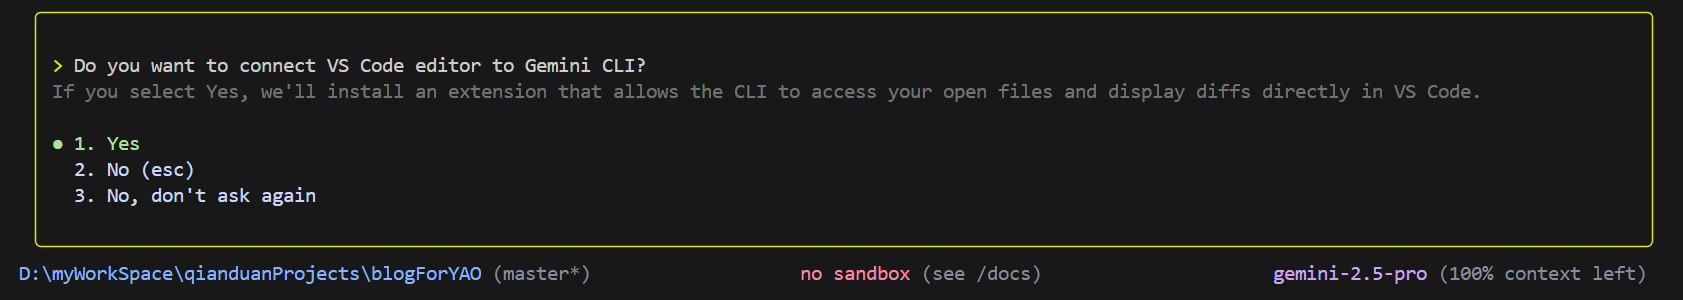 > Do you want to connect VS Code editor to Gemini CLI?
If you select Yes, we'll install an extension that allows the CLI to access your open files and display diffs directly in VS Code.
● 1. Yes
2. No (esc)
3. No, don't ask again
D:\myWorkSpace\qianduanProjects\blogForYAO (master*) no sandbox (see /docs) gemini-2.5-pro (100% context left)